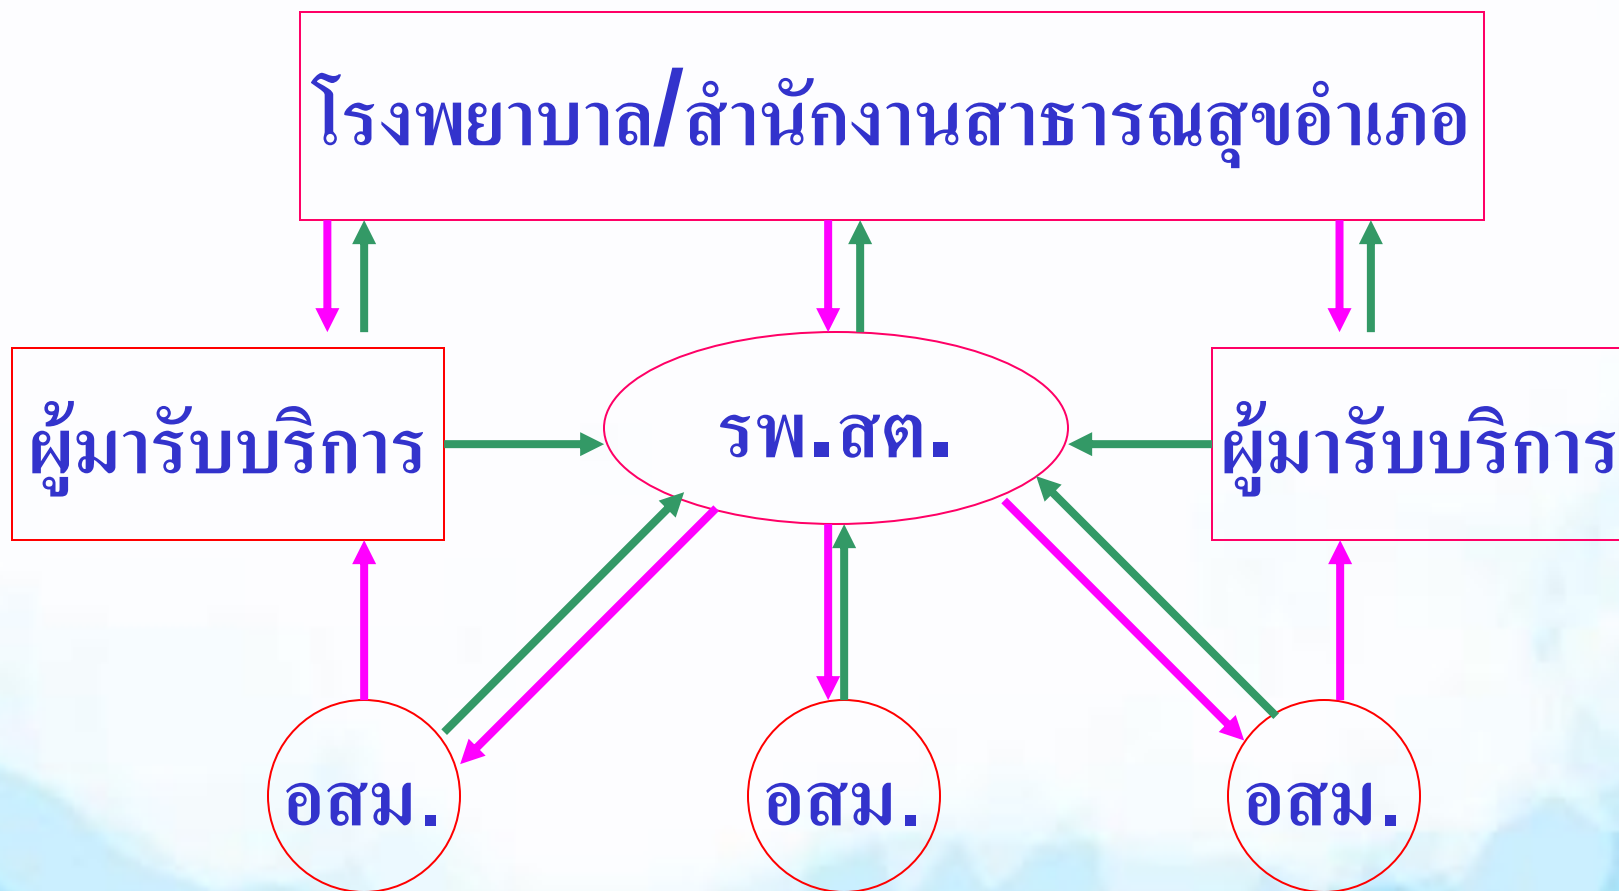 โรงพยาบาล/สำนักงานสาธารณสุขอำเภอ
ผู้มารับบริการ
รพ.สต.
ผู้มารับบริการ
อสม.
อสม.
อสม.